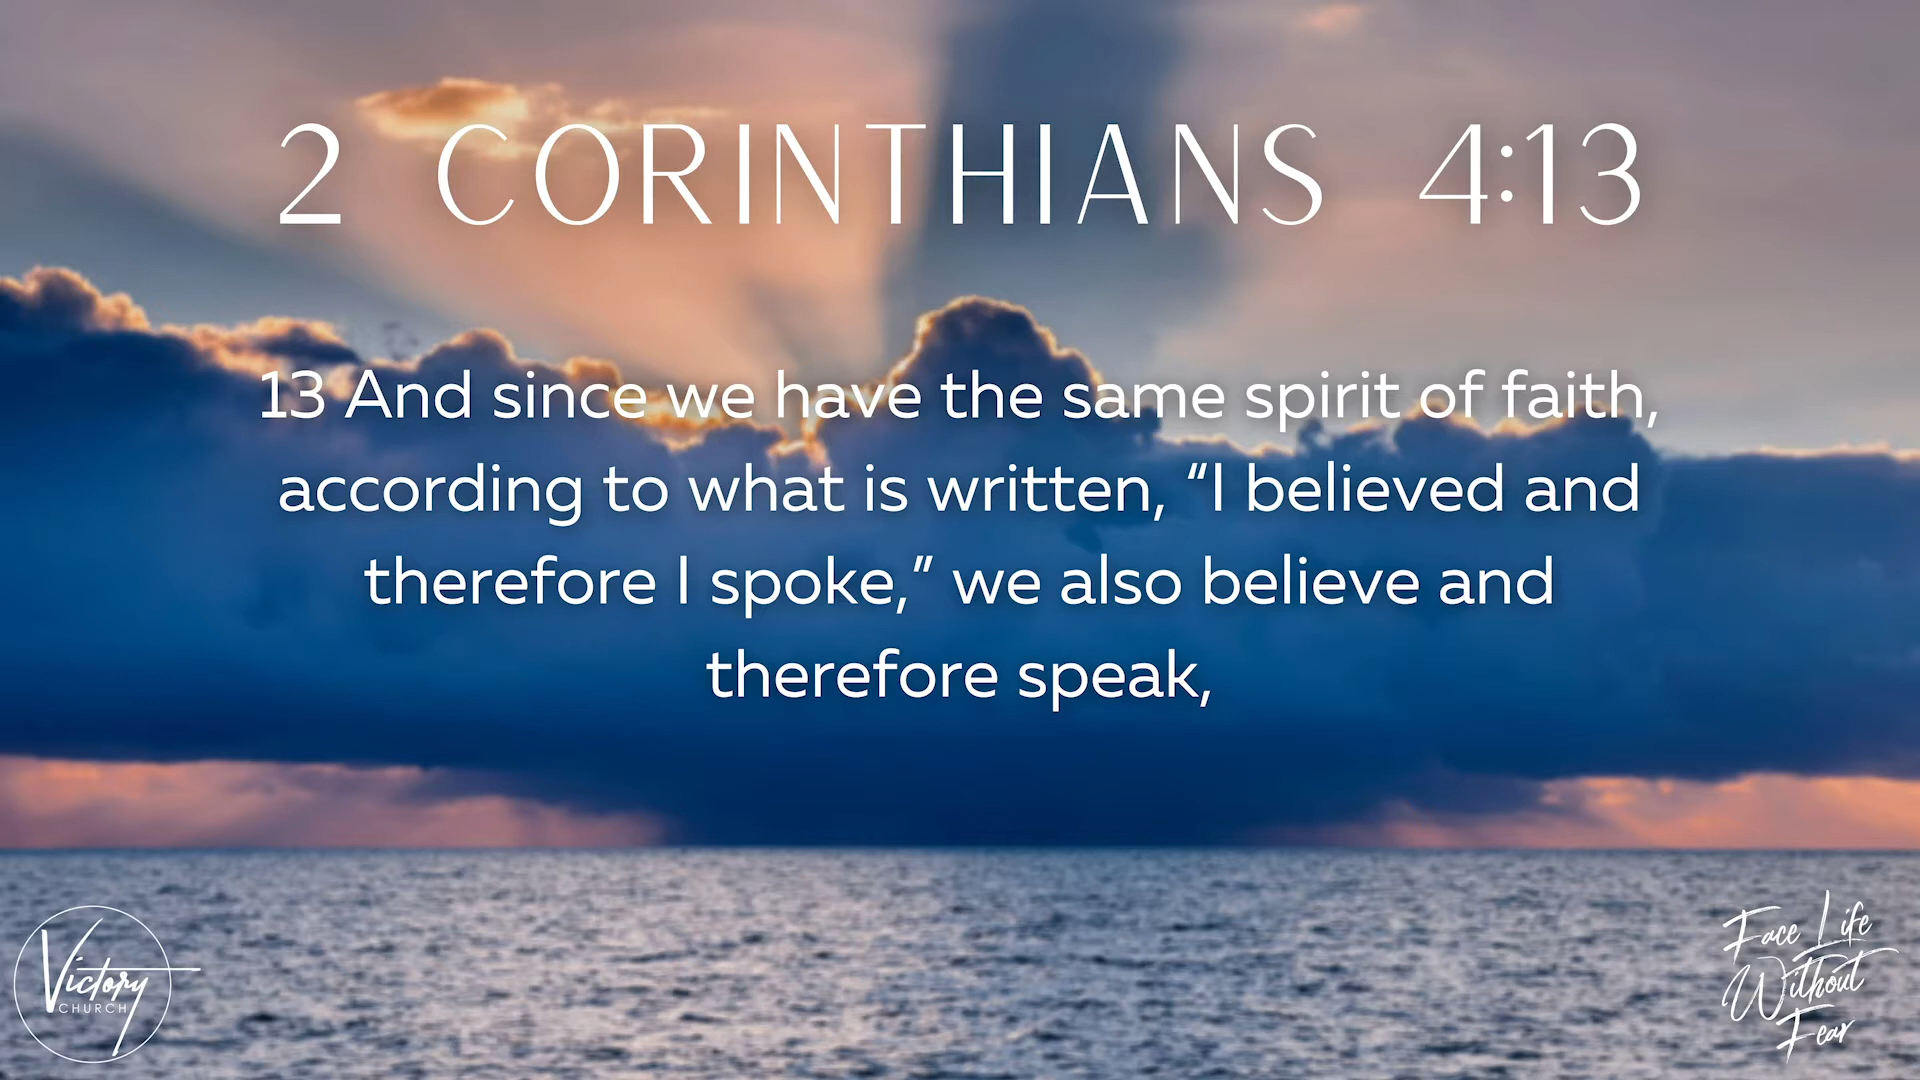 2 CORINTHIANS 4:13
13 And since we have the same spirit of faith,
according to what is written, “I believed and
therefore I spoke,” we also believe and
therefore speak,
Victory
CHURCH
Face Life
Without
Fear